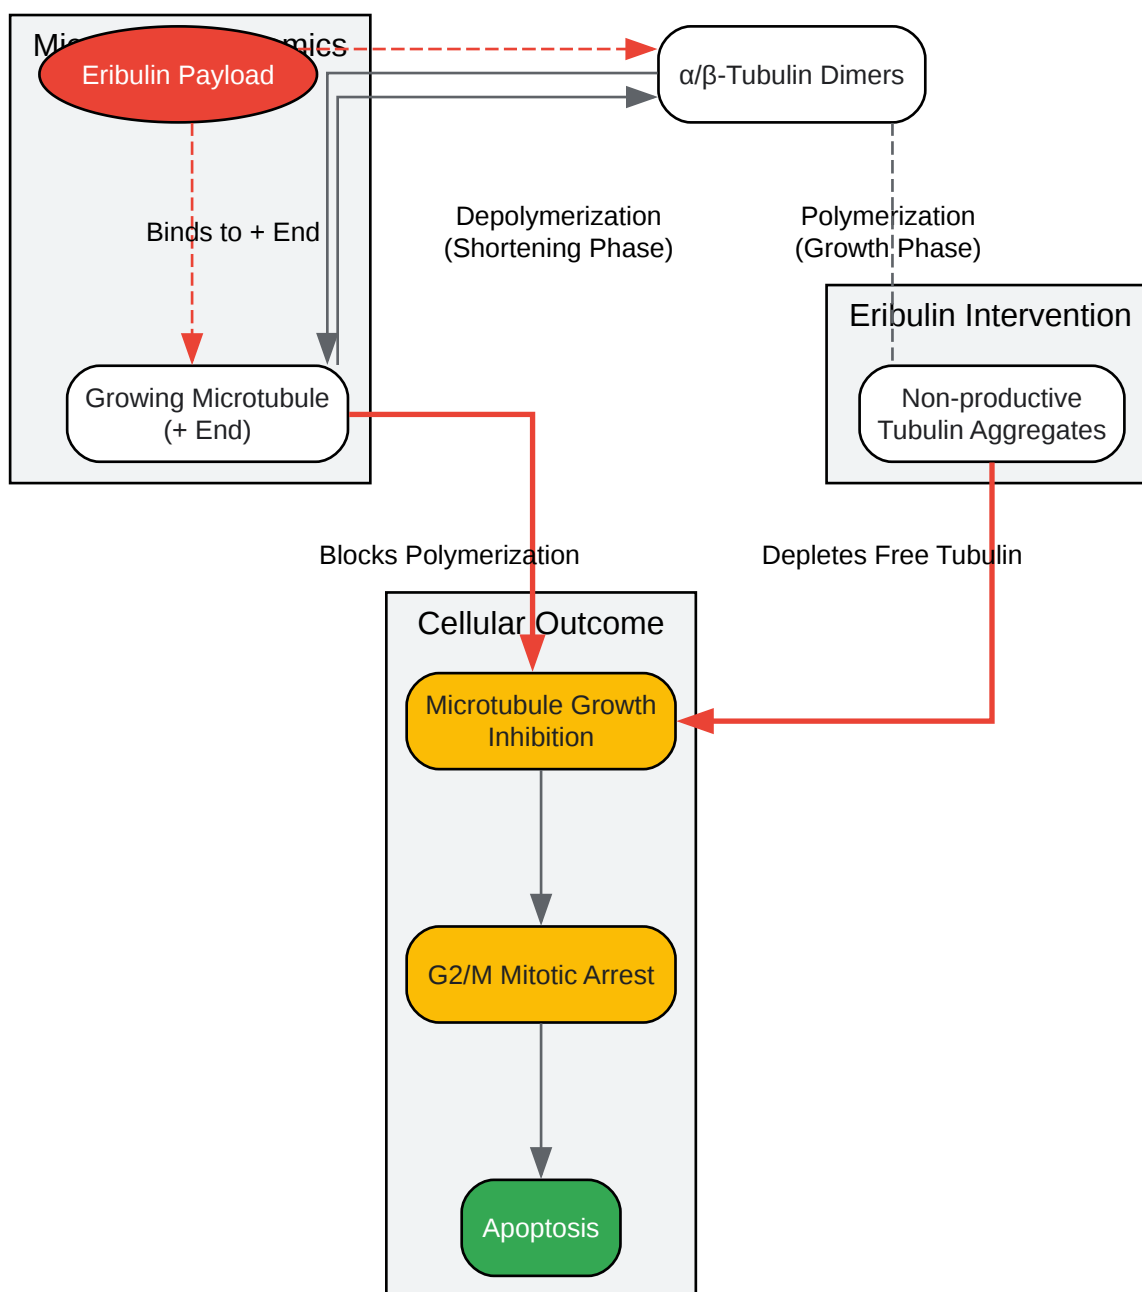 Eribulin Payload
α/β-Tubulin Dimers
Binds to + End
Depolymerization
(Shortening Phase)
Polymerization
(Growth Phase)
Eribulin Intervention
Growing Microtubule
(+ End)
Non-productive
Tubulin Aggregates
Blocks Polymerization
Depletes Free Tubulin
Cellular Outcome
Microtubule Growth
Inhibition
G2/M Mitotic Arrest
Apoptosis